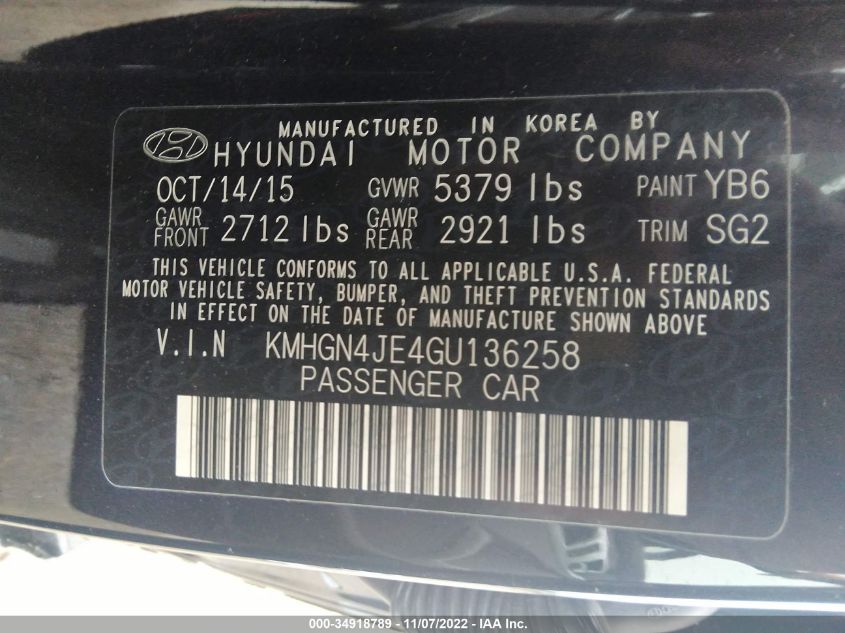 MANUFACTURED IN KOREA BY
HYUNDAI MOTOR COMPANY
OCT/14/15 GVWR 5379 lbs PAINT YB6
GAWR FRONT 2712 lbs GAWR REAR 2921 lbs TRIM SG2
THIS VEHICLE CONFORMS TO ALL APPLICABLE U.S.A. FEDERAL
MOTOR VEHICLE SAFETY, BUMPER, AND THEFT PREVENTION STANDARDS
IN EFFECT ON THE DATE OF MANUFACTURE SHOWN ABOVE
V.I.N KMHGN4JE4GU136258
PASSENGER CAR
000-34918789 - 11/07/2022 - IAA Inc.